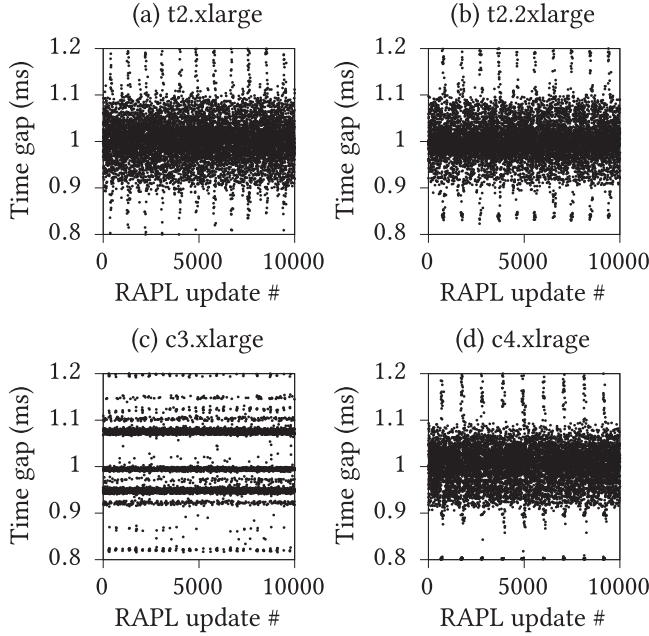 (a) t2.xlarge
(b) t2.2xlarge
1.2
1.1
1
0.9
0.8
Time gap (ms)
0
5000
10000
RAPL update #
1.2
1.1
1
0.9
0.8
Time gap (ms)
0
5000
10000
RAPL update #
(c) c3.xlarge
(d) c4.xlrage
1.2
1.1
1
0.9
0.8
Time gap (ms)
0
5000
10000
RAPL update #
1.2
1.1
1
0.9
0.8
Time gap (ms)
0
5000
10000
RAPL update #